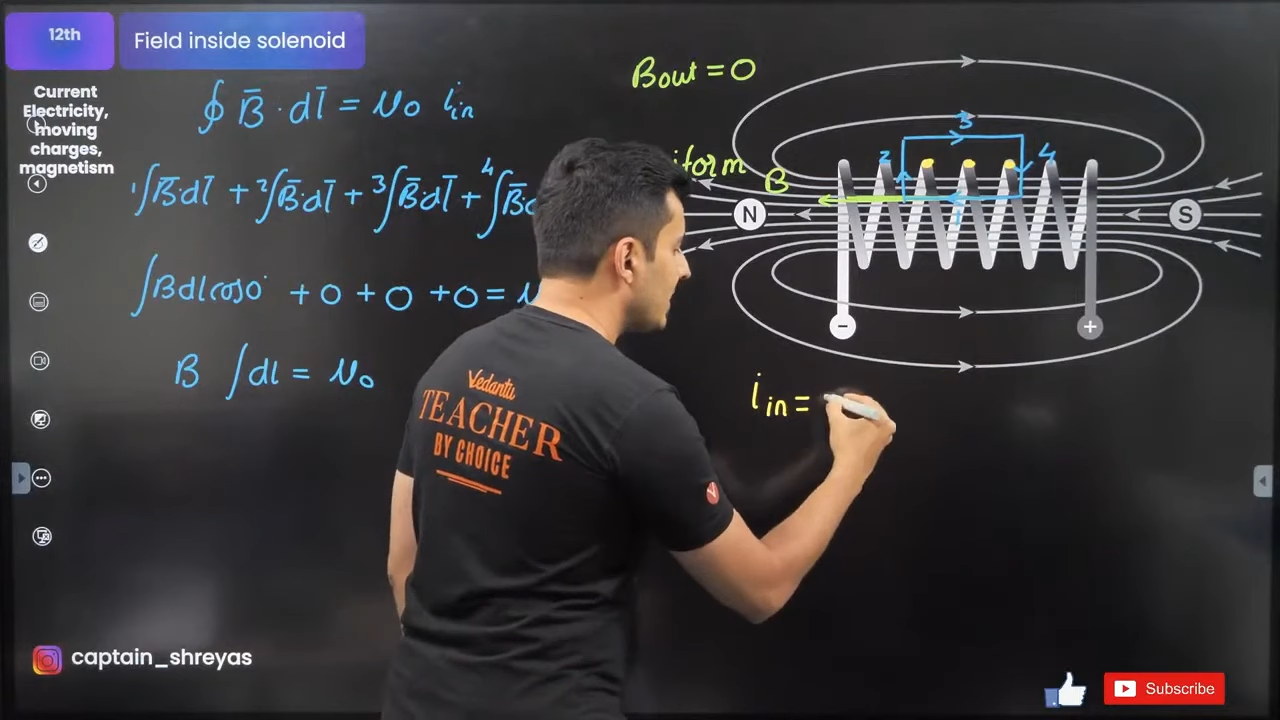 12th
Field inside solenoid
Current
Electricity,
moving
charges,
magnetism
∮ B̄ · dl̄ = μ₀ i_in
¹∫B̄·dl̄ + ²∫B̄·dl̄ + ³∫B̄·dl̄ + ⁴∫B̄·d
∫Bdl cos0° + 0 + 0 + 0 = μ
B ∫dl = μ₀
B_out = 0
iform
B
1
2
3
4
N
S
-
+
i_in =
Vedantu
TEACHER
BY CHOICE
V
captain_shreyas
Subscribe